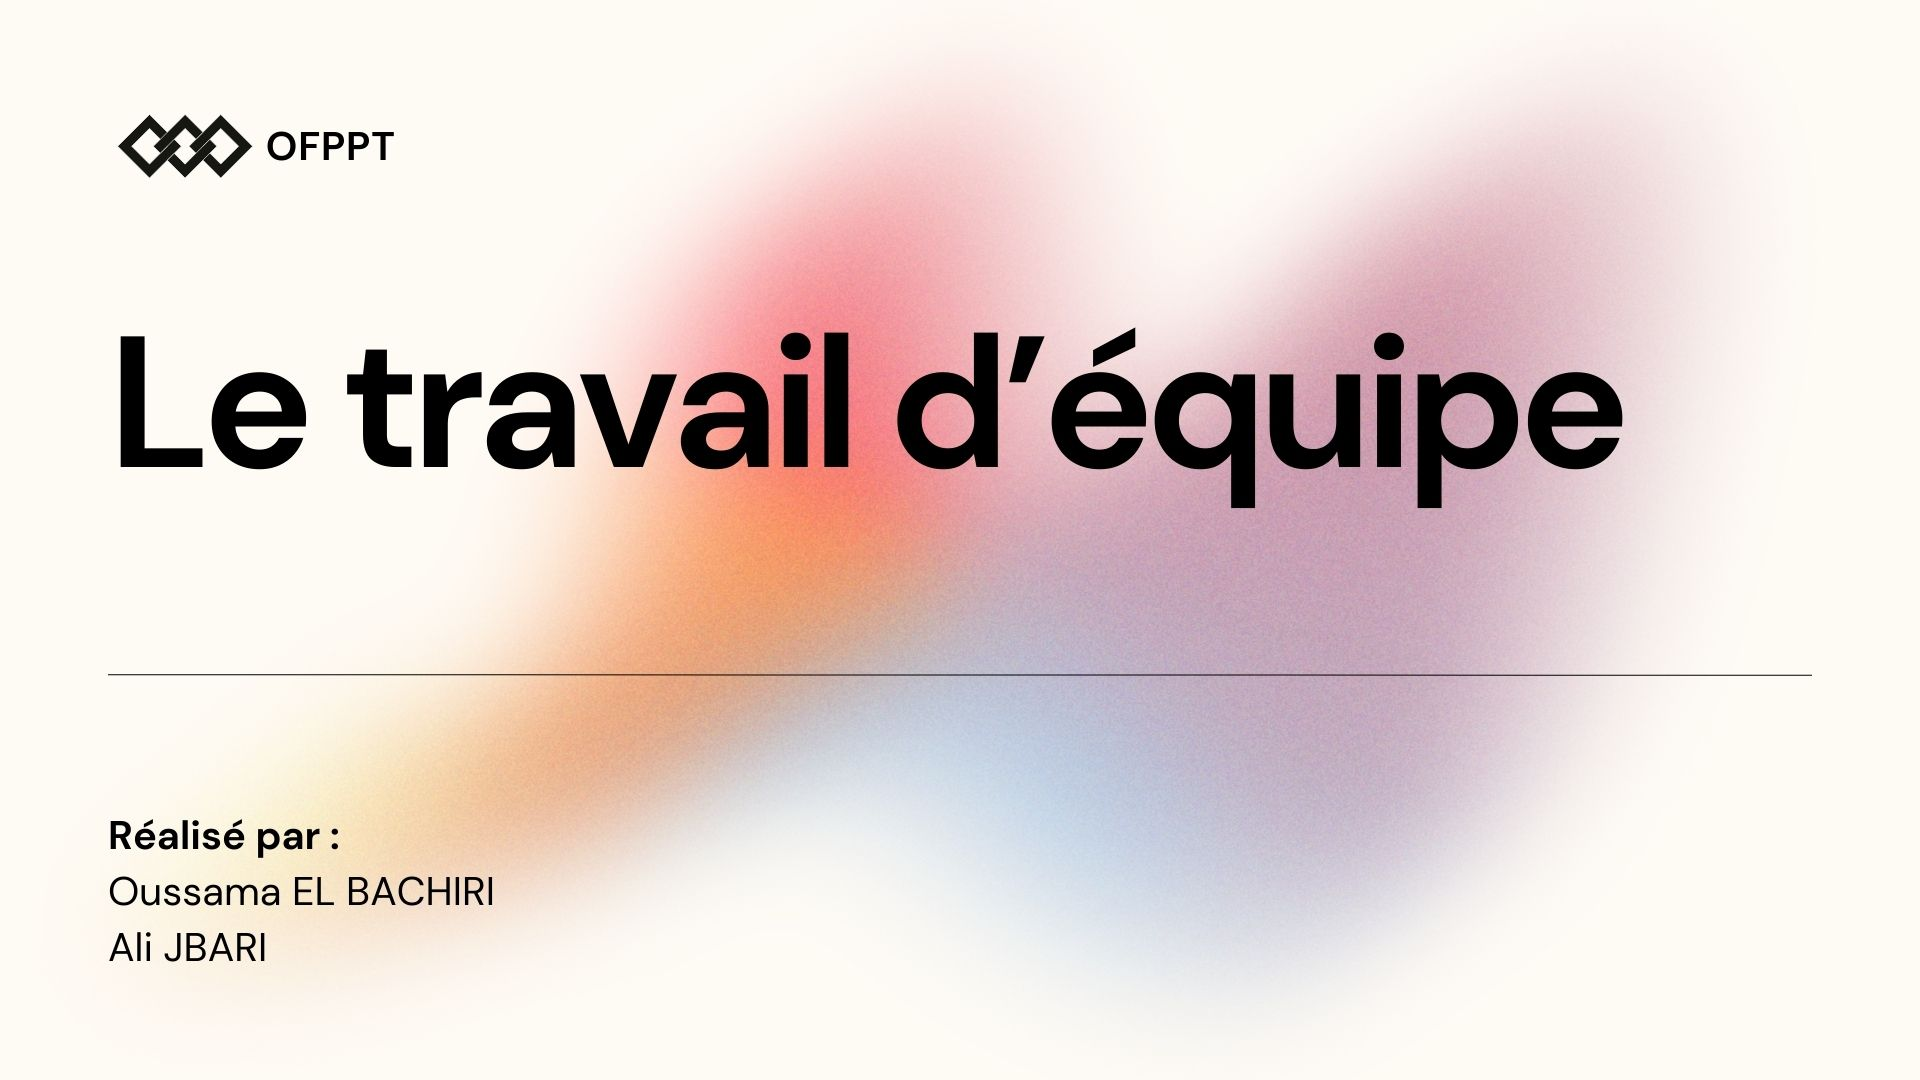 OFPPT
Le travail d’équipe
Réalisé par :
Oussama EL BACHIRI
Ali JBARI